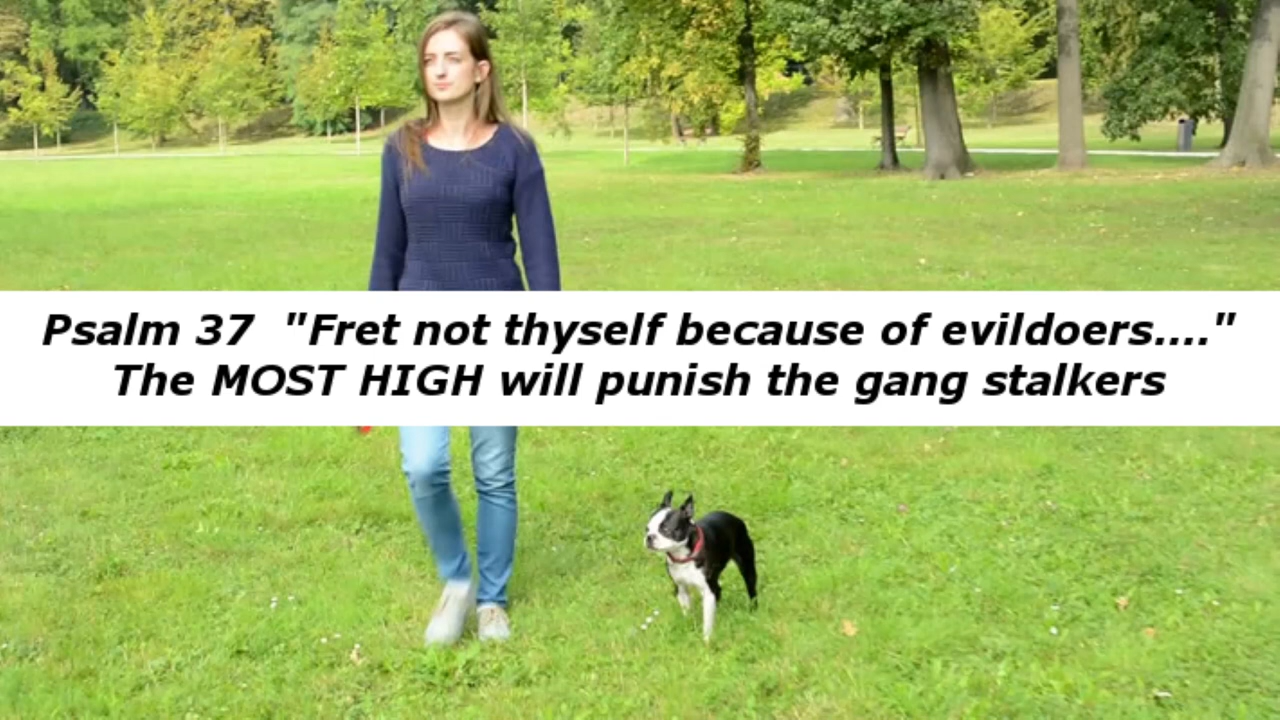 Psalm 37  "Fret not thyself because of evildoers...."
The MOST HIGH will punish the gang stalkers